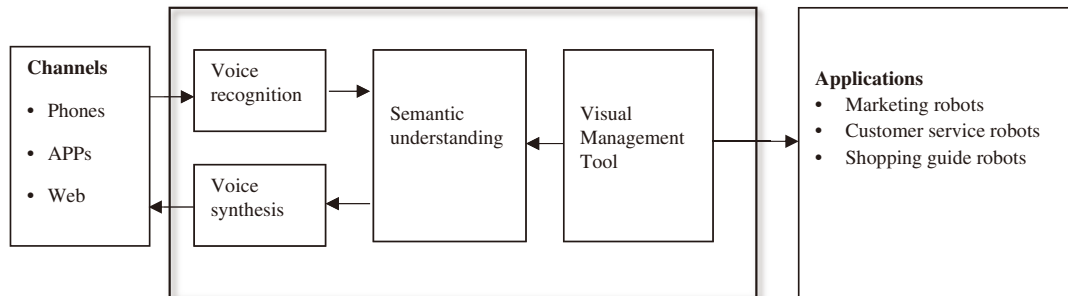 Channels
• Phones
• APPs
• Web
Voice
recognition
Voice
synthesis
Semantic
understanding
Visual
Management
Tool
Applications
• Marketing robots
• Customer service robots
• Shopping guide robots